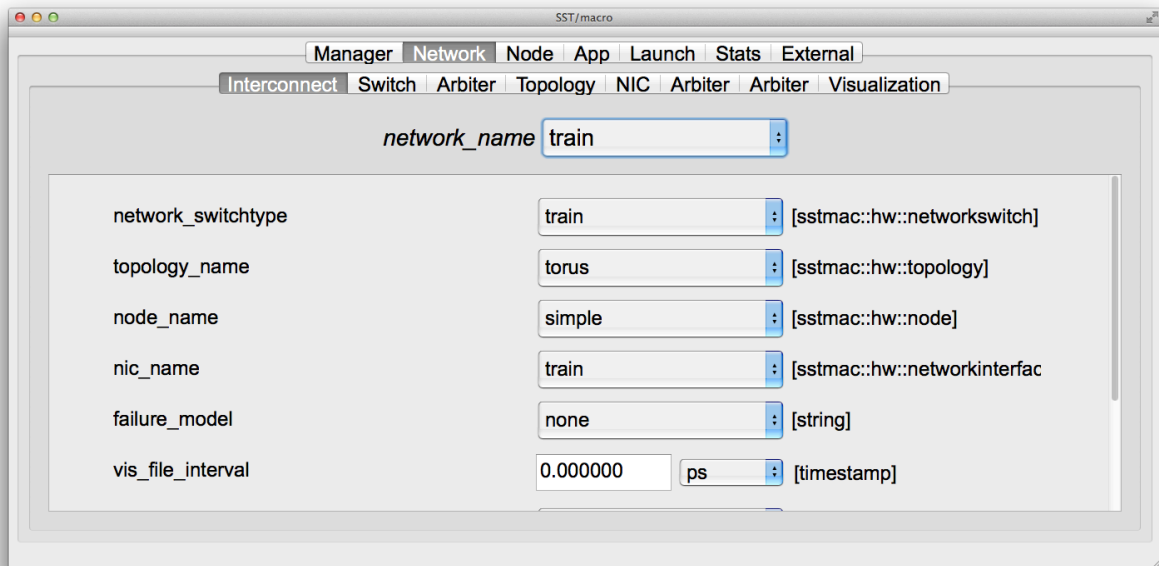 SST/macro
Manager Network Node App Launch Stats External
Interconnect Switch Arbiter Topology NIC Arbiter Arbiter Visualization
network_name train
network_switchtype train [sstmac::hw::networkswitch]
topology_name torus [sstmac::hw::topology]
node_name simple [sstmac::hw::node]
nic_name train [sstmac::hw::networkinterfac
failure_model none [string]
vis_file_interval 0.000000 ps [timestamp]